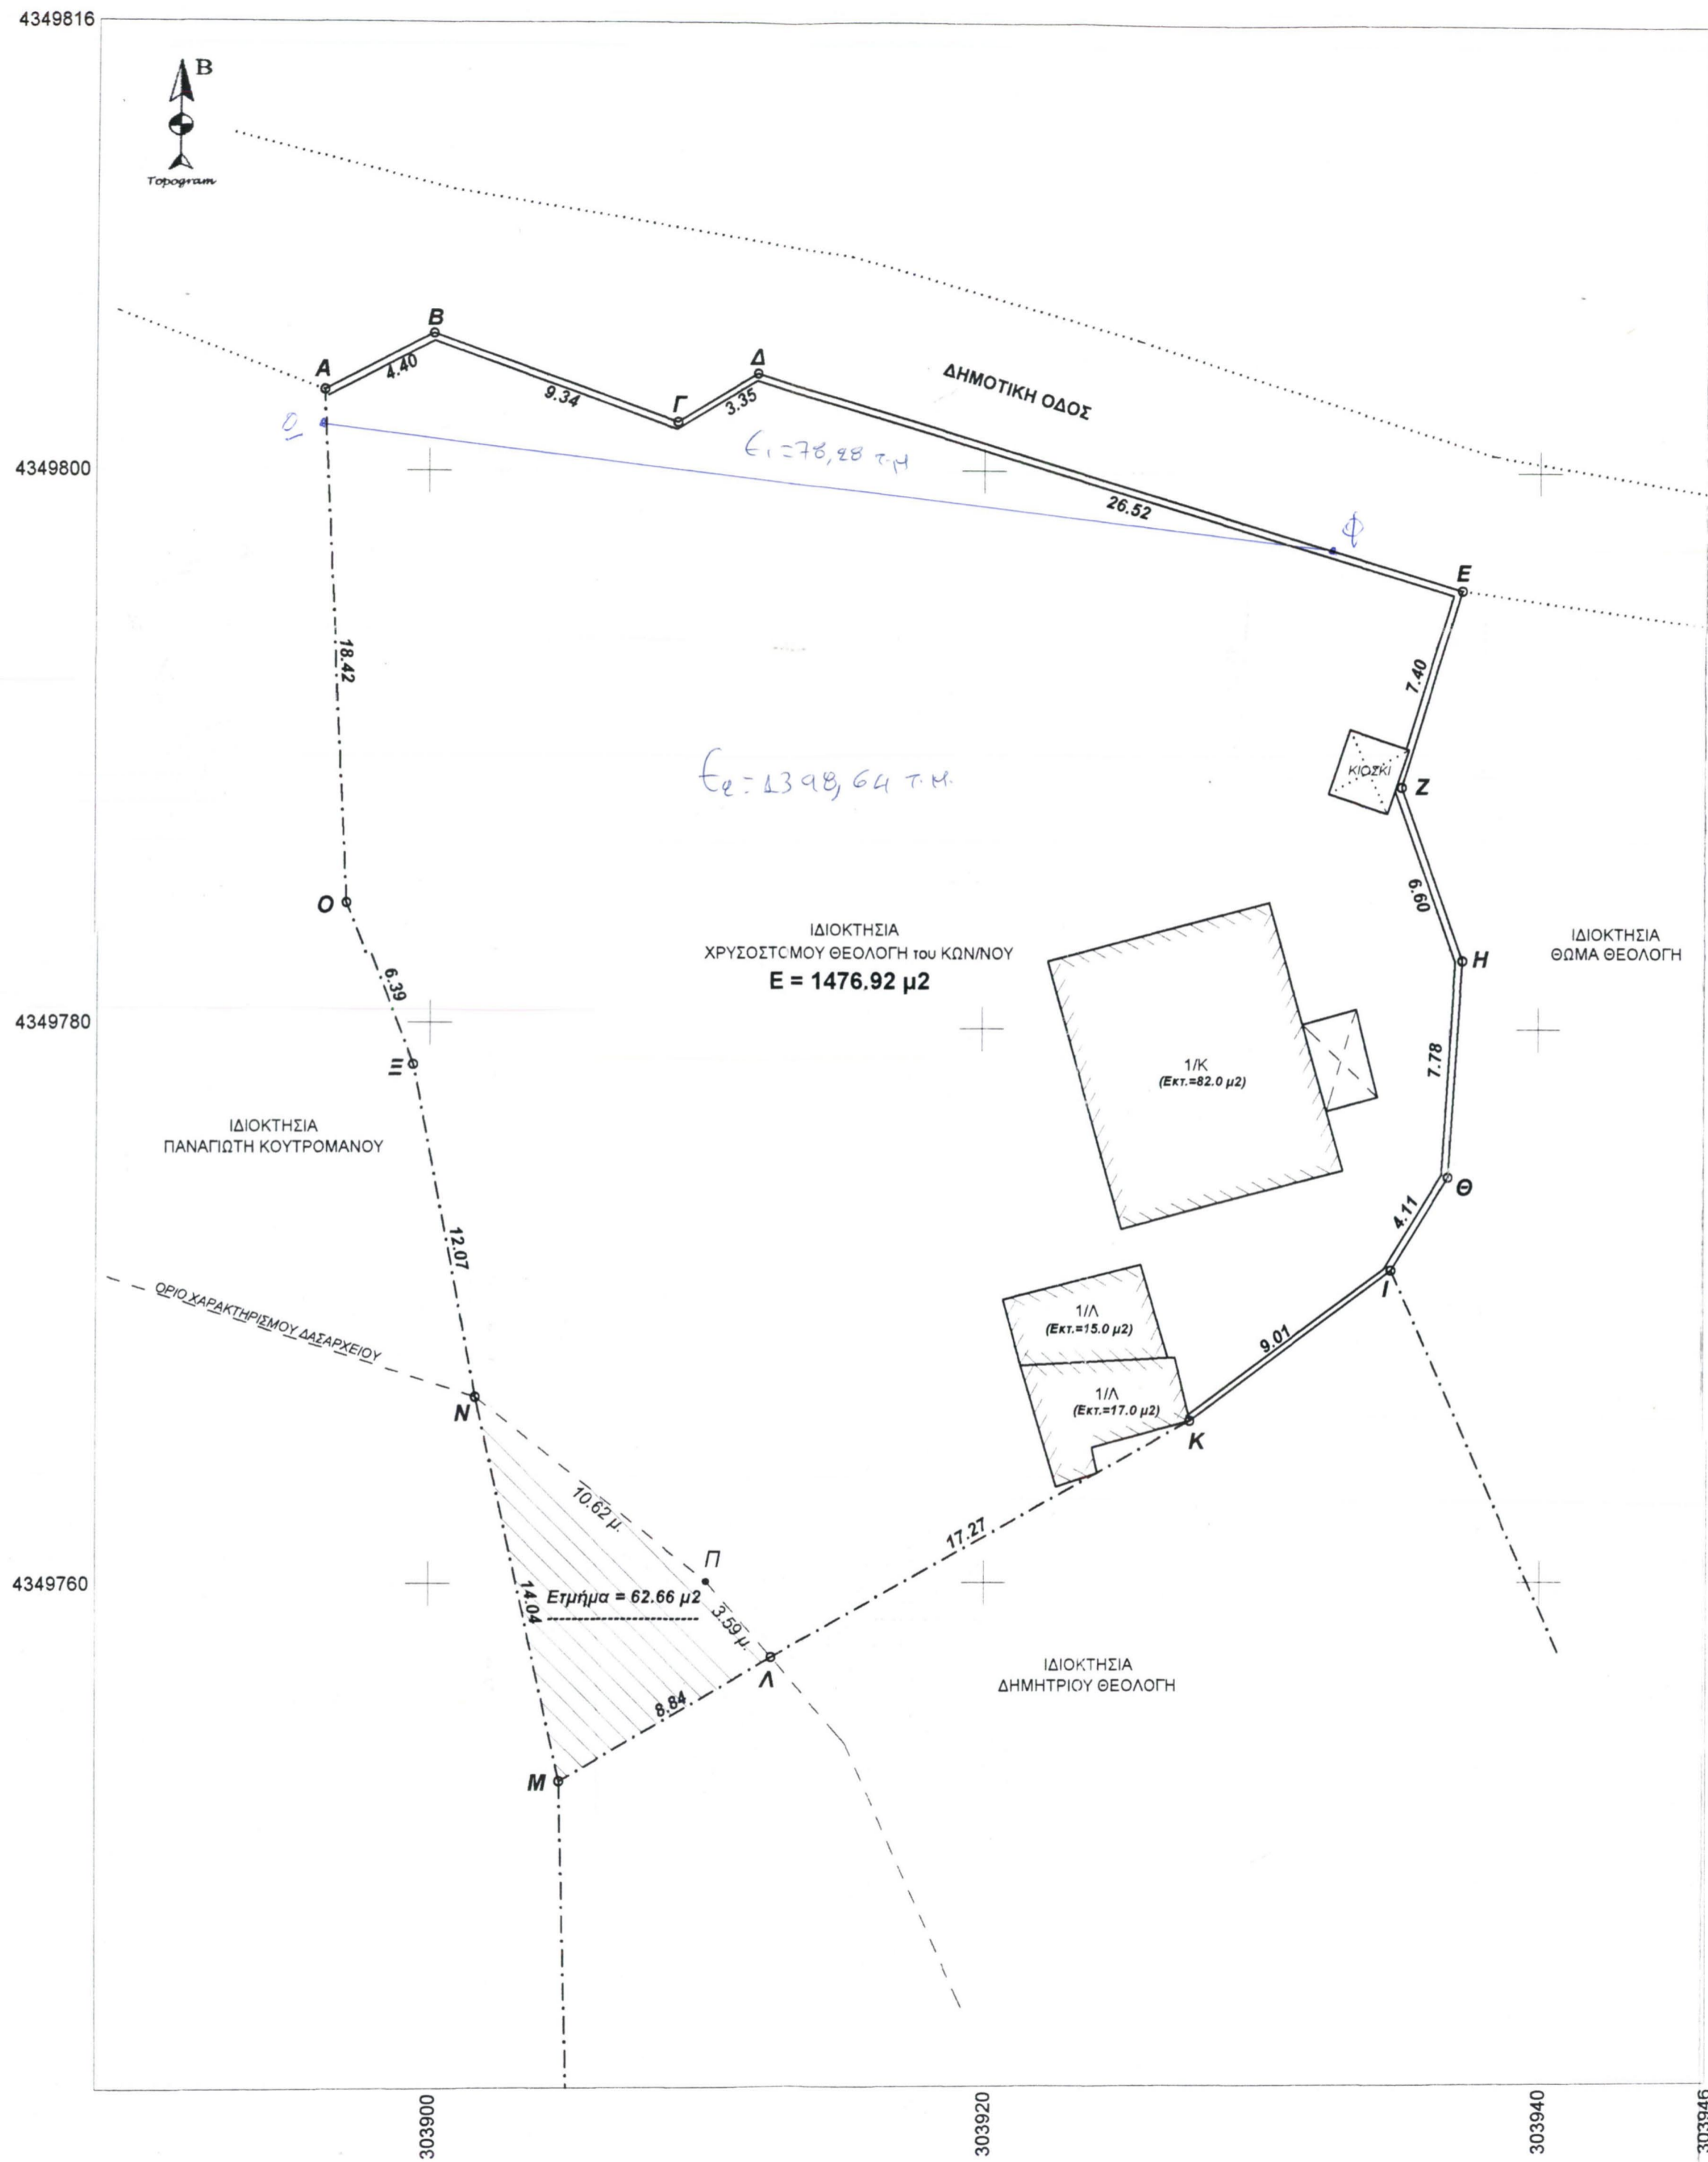 4349816
B
Topogram
B
A
4.40
Δ
9.34
Γ
3.35
ΔΗΜΟΤΙΚΗ ΟΔΟΣ
Ε1=78,28 τ.μ
4349800
26.52
Φ
E
18.42
7.40
ΚΙΟΣΚΙ
Z
Ε2=1398,64 τ.μ.
O
6.60
ΙΔΙΟΚΤΗΣΙΑ
ΧΡΥΣΟΣΤΟΜΟΥ ΘΕΟΛΟΓΗ του ΚΩΝ/ΝΟΥ
E = 1476.92 μ2
ΙΔΙΟΚΤΗΣΙΑ
ΘΩΜΑ ΘΕΟΛΟΓΗ
H
6.39
4349780
Ξ
7.78
1/Κ
(Εκτ.=82.0 μ2)
ΙΔΙΟΚΤΗΣΙΑ
ΠΑΝΑΓΙΩΤΗ ΚΟΥΤΡΟΜΑΝΟΥ
Θ
4.11
12.07
ΟΡΙΟ ΧΑΡΑΚΤΗΡΙΣΜΟΥ ΔΑΣΑΡΧΕΙΟΥ
I
1/Λ
(Εκτ.=15.0 μ2)
9.01
1/Λ
(Εκτ.=17.0 μ2)
N
K
10.62 μ.
17.27
Π
4349760
14.04
Ετμήμα = 62.66 μ2
3.59 μ.
Λ
ΙΔΙΟΚΤΗΣΙΑ
ΔΗΜΗΤΡΙΟΥ ΘΕΟΛΟΓΗ
8.84
M
303900
303920
303940
303946